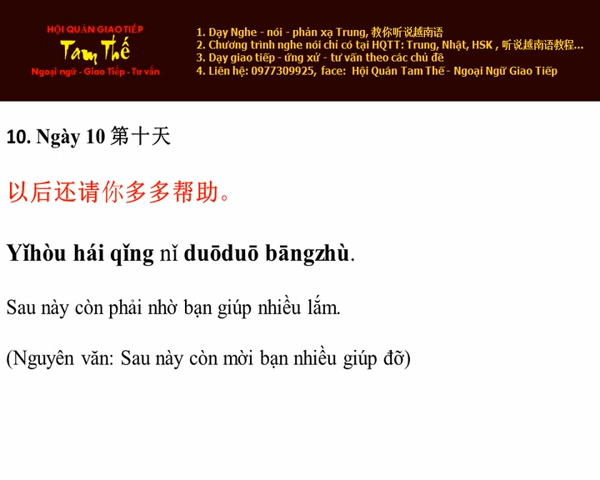 HỘI QUÁN GIAO TIẾP
Tam Thế
Ngoại ngữ - Giao Tiếp - Tư vấn
1. Dạy Nghe - nói - phản xạ Trung, 教你听说越南语
2. Chương trình nghe nói chỉ có tại HQTT: Trung, Nhật, HSK , 听说越南语教程...
3. Dạy giao tiếp - ứng xử - tư vấn theo các chủ đề
4. Liên hệ: 0977309925, face: Hội Quán Tam Thế - Ngoại Ngữ Giao Tiếp
10. Ngày 10 第十天
以后还请你多多帮助。
Yǐhòu hái qǐng nǐ duōduō bāngzhù.
Sau này còn phải nhờ bạn giúp nhiều lắm.
(Nguyên văn: Sau này còn mời bạn nhiều giúp đỡ)